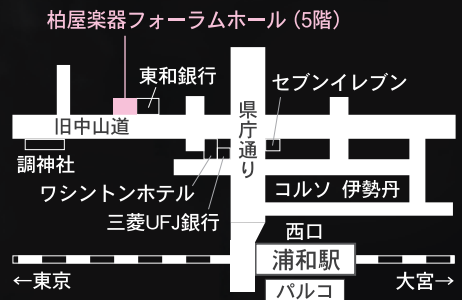 柏屋楽器フォーラムホール（5階）
東和銀行
セブンイレブン
旧中山道
県庁通り
調神社
ワシントンホテル
コルソ 伊勢丹
三菱UFJ銀行
西口
浦和駅
←東京
大宮→
パルコ